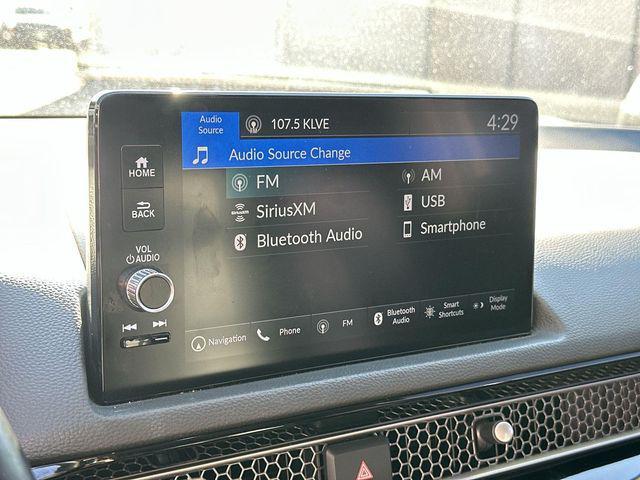 Audio
Source
107.5 KLVE
4:29
Audio Source Change
HOME
BACK
VOL
AUDIO
FM
AM
SiriusXM
USB
Bluetooth Audio
Smartphone
Navigation
Phone
FM
Bluetooth
Audio
Smart
Shortcuts
Display
Mode